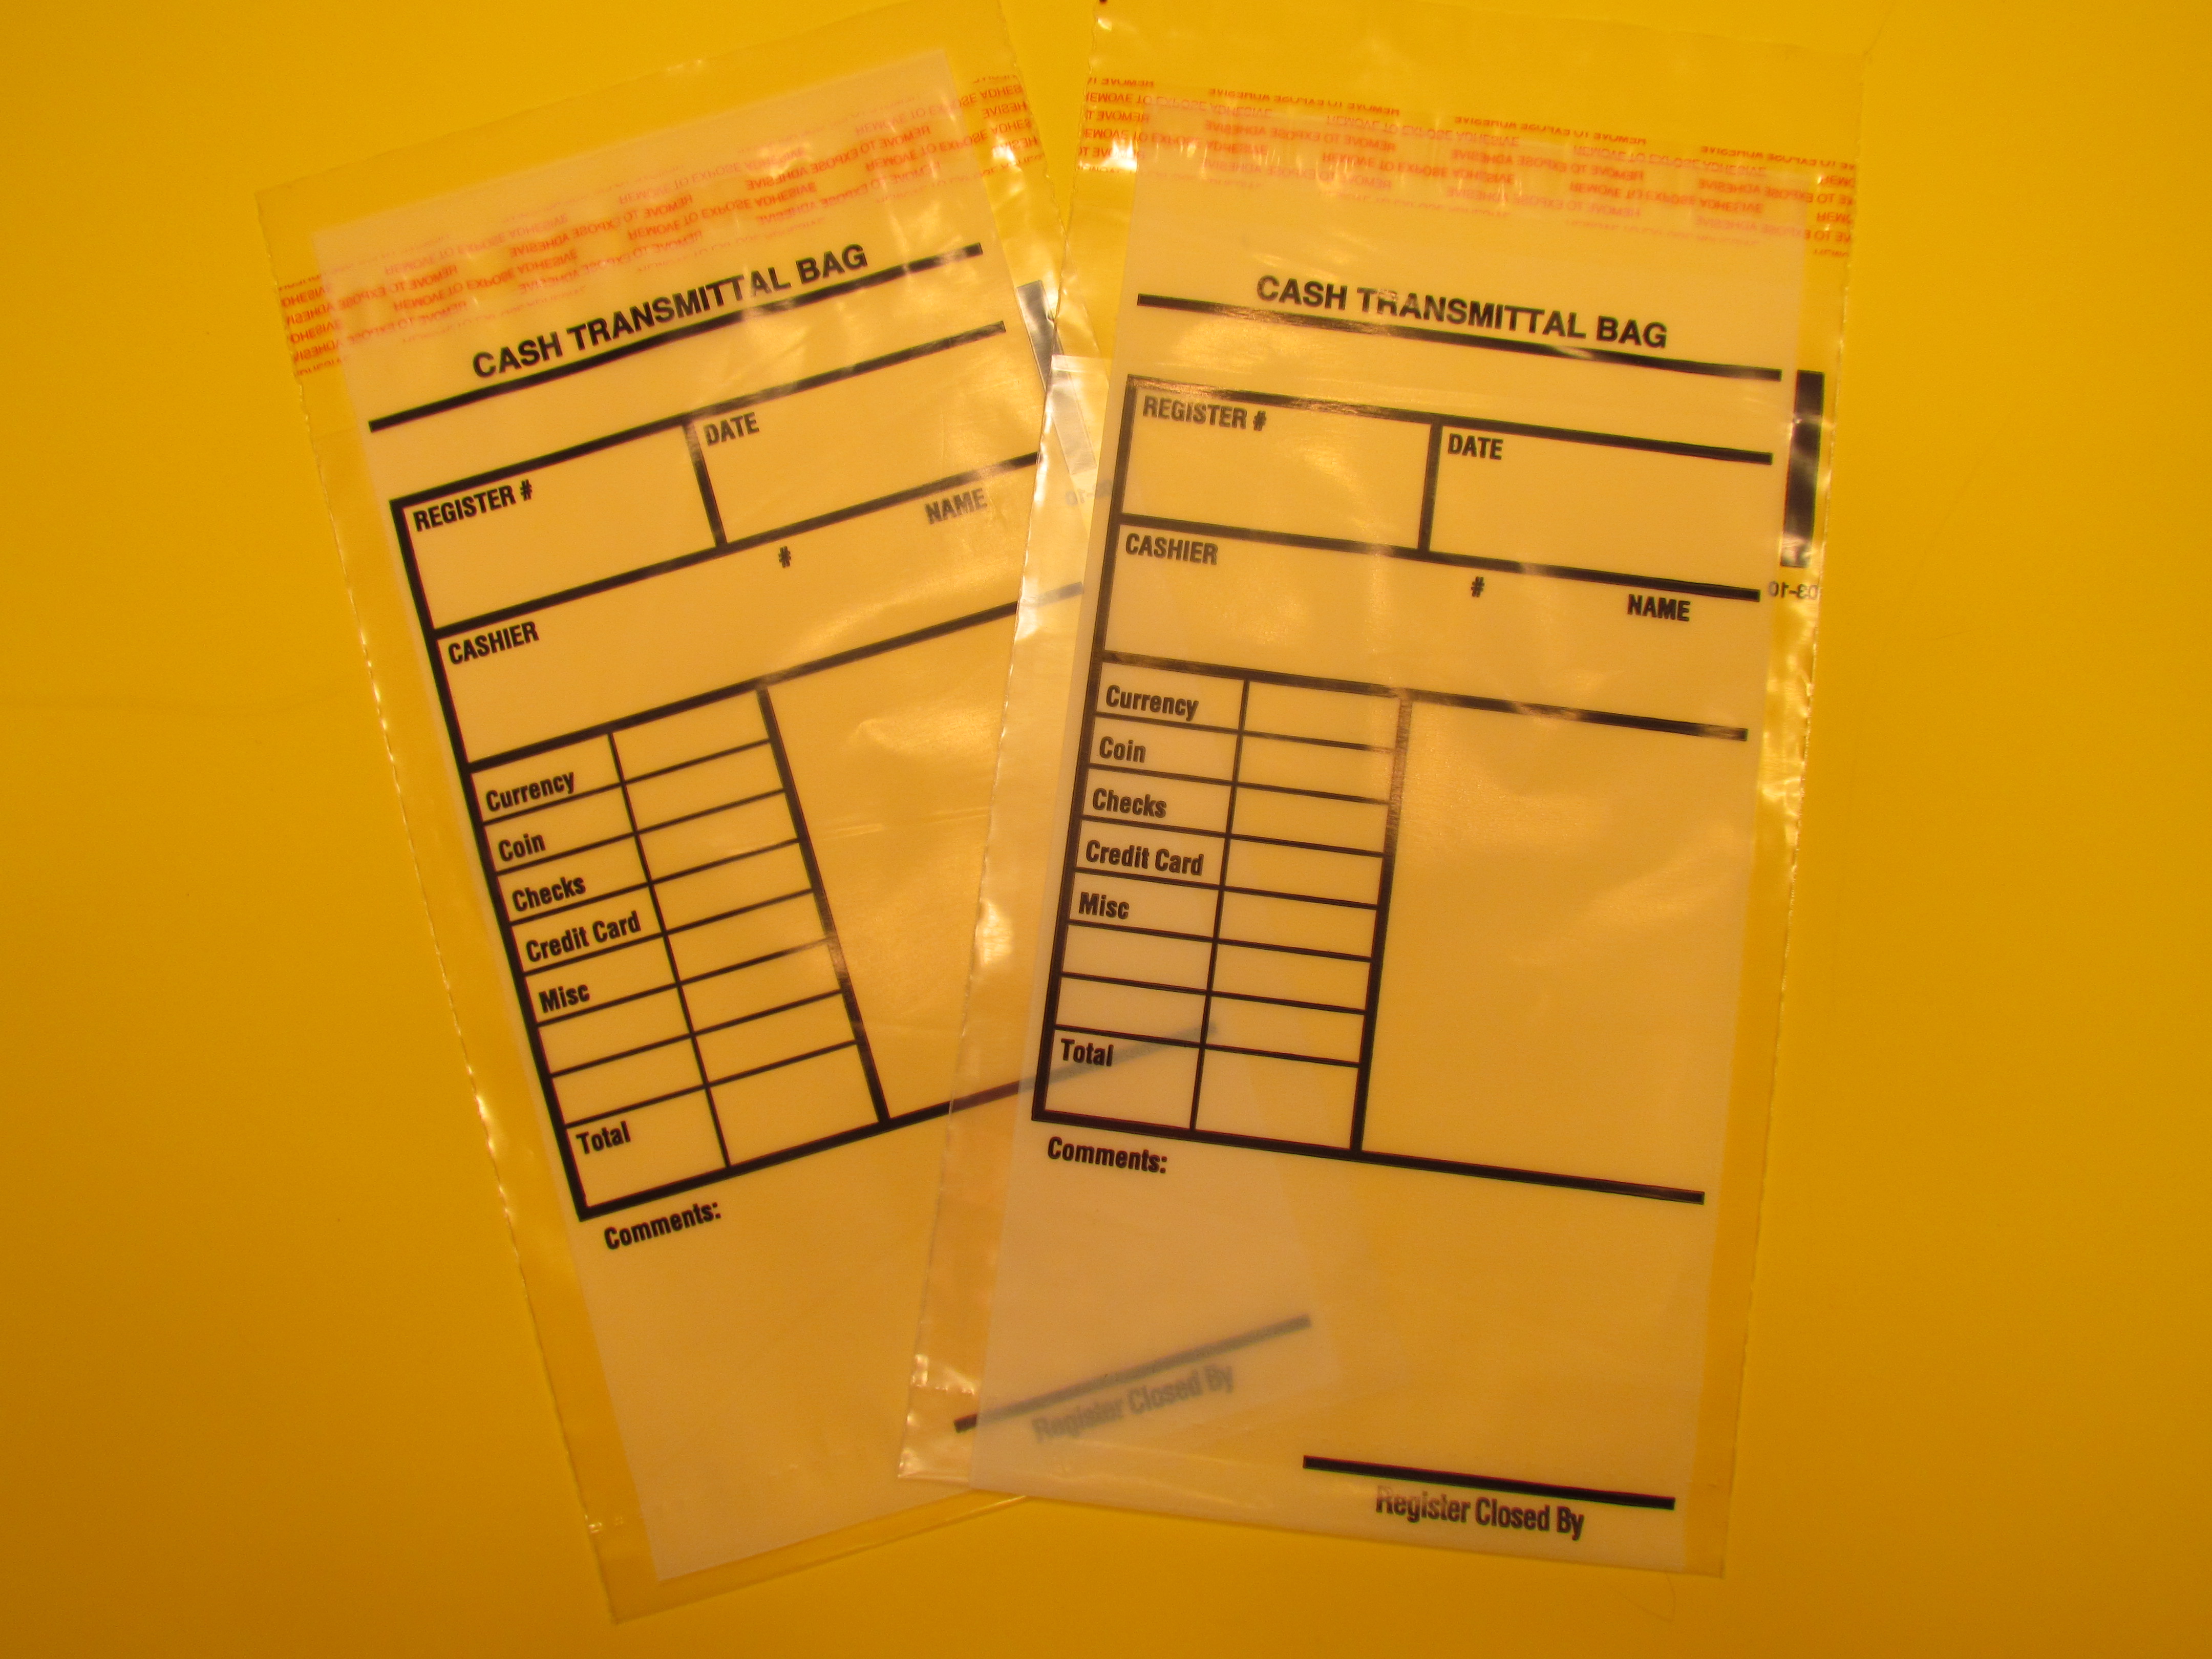 REMOVE TO EXPOSE ADHESIVE
CASH TRANSMITTAL BAG
REGISTER #
DATE
CASHIER
#
NAME
Currency
Coin
Checks
Credit Card
Misc
Total
Comments:
Register Closed By
REMOVE TO EXPOSE ADHESIVE
CASH TRANSMITTAL BAG
REGISTER #
DATE
CASHIER
#
NAME
03-10
Currency
Coin
Checks
Credit Card
Misc
Total
Comments:
Register Closed By